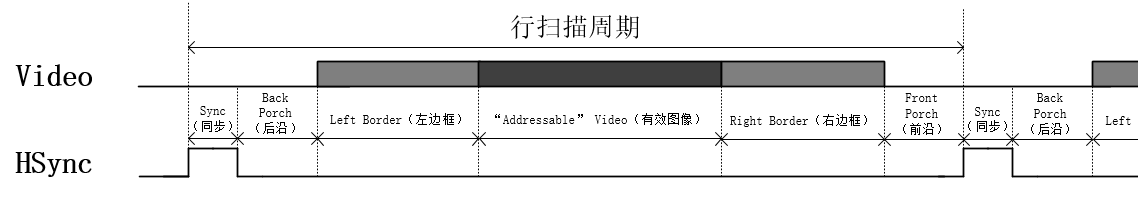 行扫描周期
Video
Sync
(同步)
Back
Porch
(后沿)
Left Border(左边框)
“Addressable” Video(有效图像)
Right Border(右边框)
Front
Porch
(前沿)
Sync
(同步)
Back
Porch
(后沿)
Left
HSync